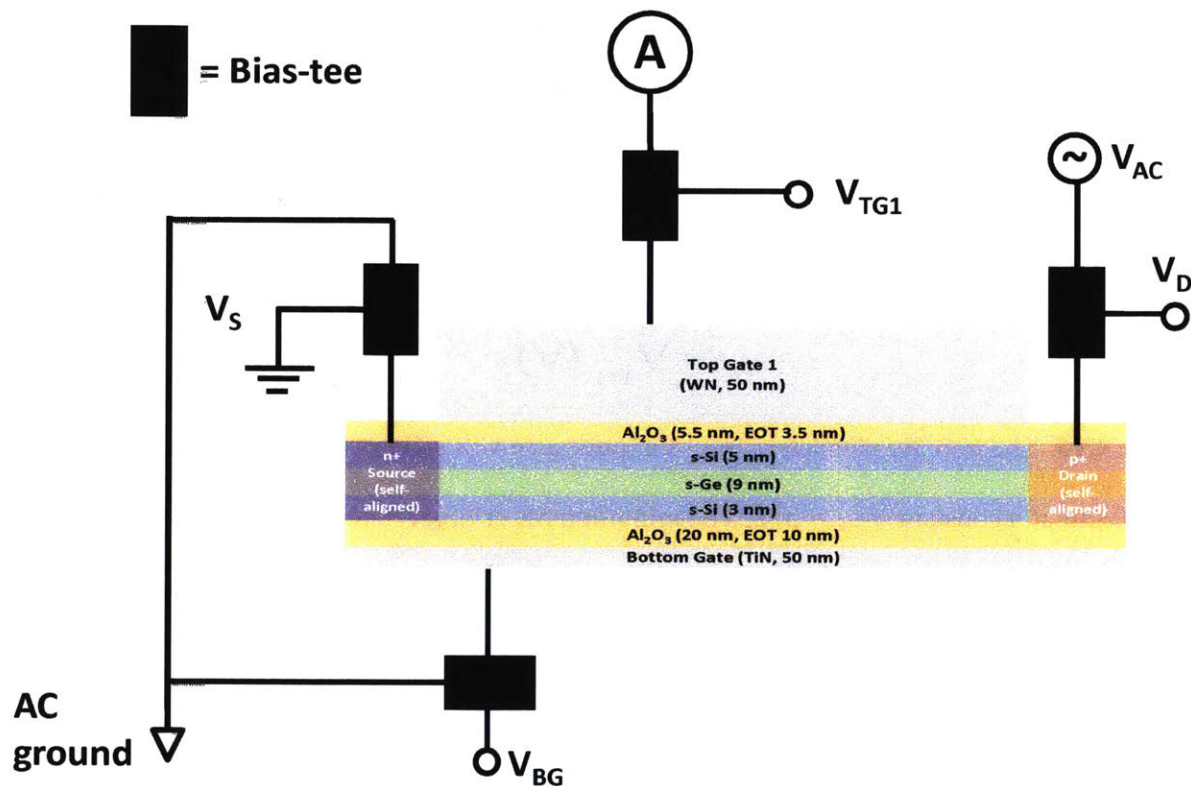 = Bias-tee
A
~
V_AC
V_TG1
V_D
V_S
Top Gate 1
(WN, 50 nm)
Al₂O₃ (5.5 nm, EOT 3.5 nm)
n+
Source
(self-
aligned)
s-Si (5 nm)
s-Ge (9 nm)
s-Si (3 nm)
p+
Drain
(self-
aligned)
Al₂O₃ (20 nm, EOT 10 nm)
Bottom Gate (TiN, 50 nm)
AC
ground
V_BG